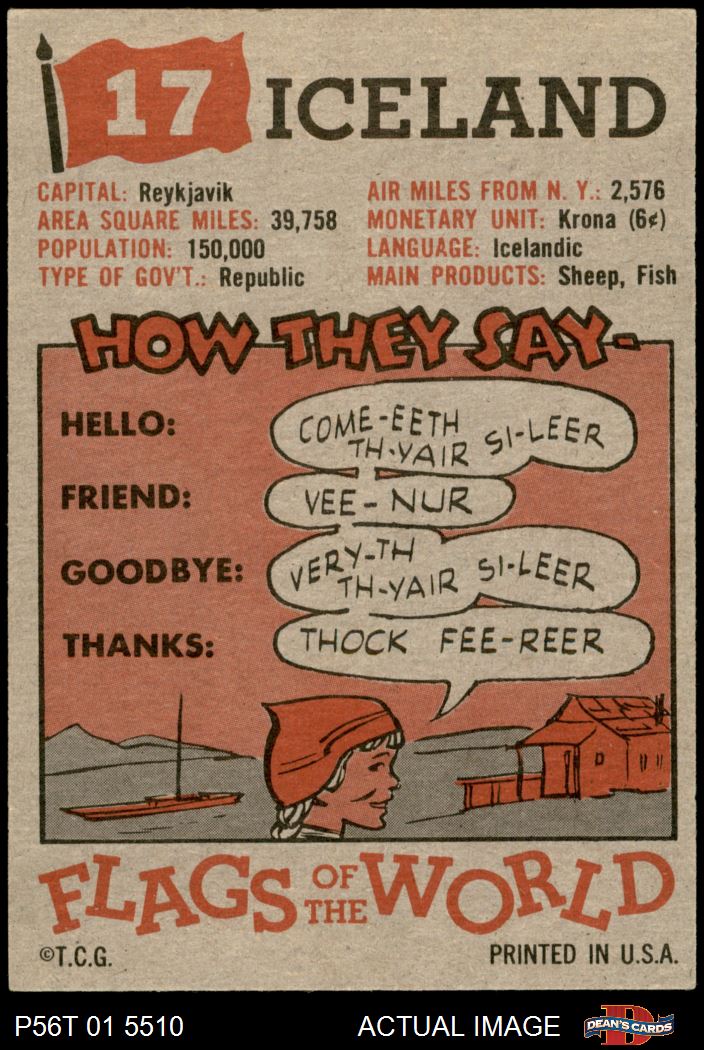 17 ICELAND
CAPITAL: Reykjavik
AREA SQUARE MILES: 39,758
POPULATION: 150,000
TYPE OF GOV'T.: Republic
AIR MILES FROM N. Y.: 2,576
MONETARY UNIT: Krona (6¢)
LANGUAGE: Icelandic
MAIN PRODUCTS: Sheep, Fish
HOW THEY SAY-
HELLO:
COME-EETH
TH-YAIR SI-LEER
FRIEND:
VEE-NUR
GOODBYE:
VERY-TH
TH-YAIR SI-LEER
THANKS:
THOCK FEE-REER
FLAGS OF THE WORLD
©T.C.G.
PRINTED IN U.S.A.
P56T 01 5510
ACTUAL IMAGE
D
DEAN'S CARDS